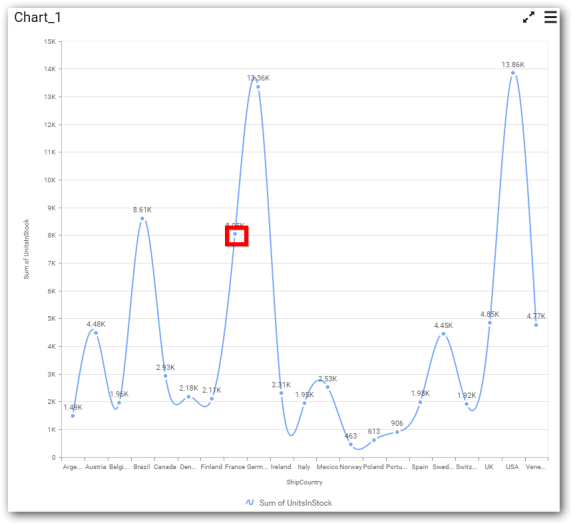 Chart_1
15K
14K
13K
12K
11K
10K
9K
8K
7K
6K
5K
4K
3K
2K
1K
0
Sum of UnitsInStock
1.49K
4.48K
1.96K
8.61K
2.93K
2.18K
2.11K
13.36K
2.31K
1.95K
2.53K
463
613
906
1.98K
4.45K
1.92K
4.85K
13.86K
4.77K
Arge... Austria Belgi... Brazil Canada Den... Finland France Germ... Ireland Italy Mexico Norway Poland Portu... Spain Swed... Switz... UK USA Vene...
ShipCountry
Sum of UnitsInStock